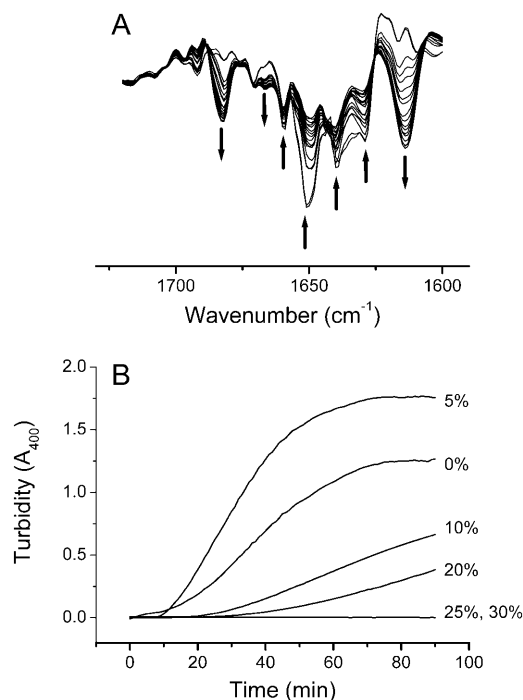 A
1700 1650 1600
Wavenumber (cm⁻¹)
B
2.0
1.5
1.0
0.5
0.0
Turbidity (A₄₀₀)
5%
0%
10%
20%
25%, 30%
0 20 40 60 80 100
Time (min)